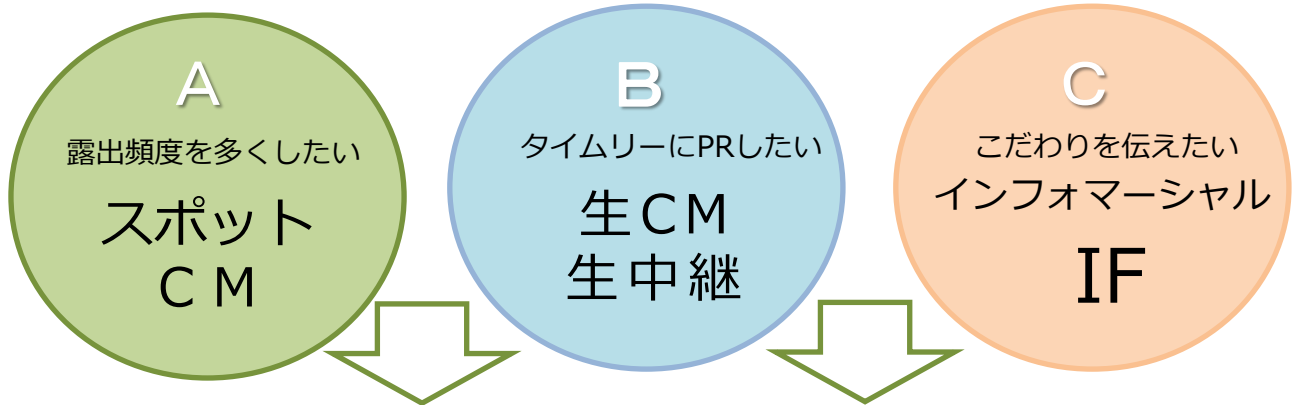 A
露出頻度を多くしたい
スポット
CM
B
タイムリーにPRしたい
生CM
生中継
C
こだわりを伝えたい
インフォマーシャル
IF